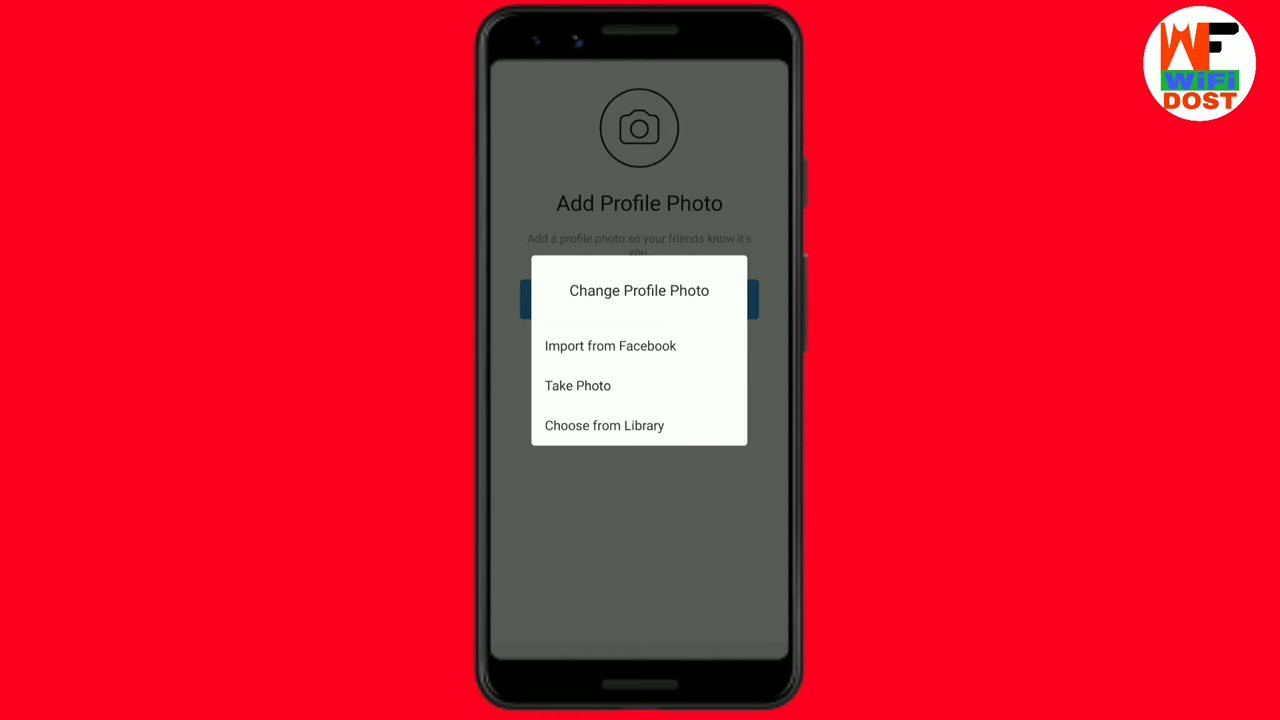 WF
WiFi
DOST
Add Profile Photo
Add a profile photo so your friends know it's
you
Change Profile Photo
Import from Facebook
Take Photo
Choose from Library